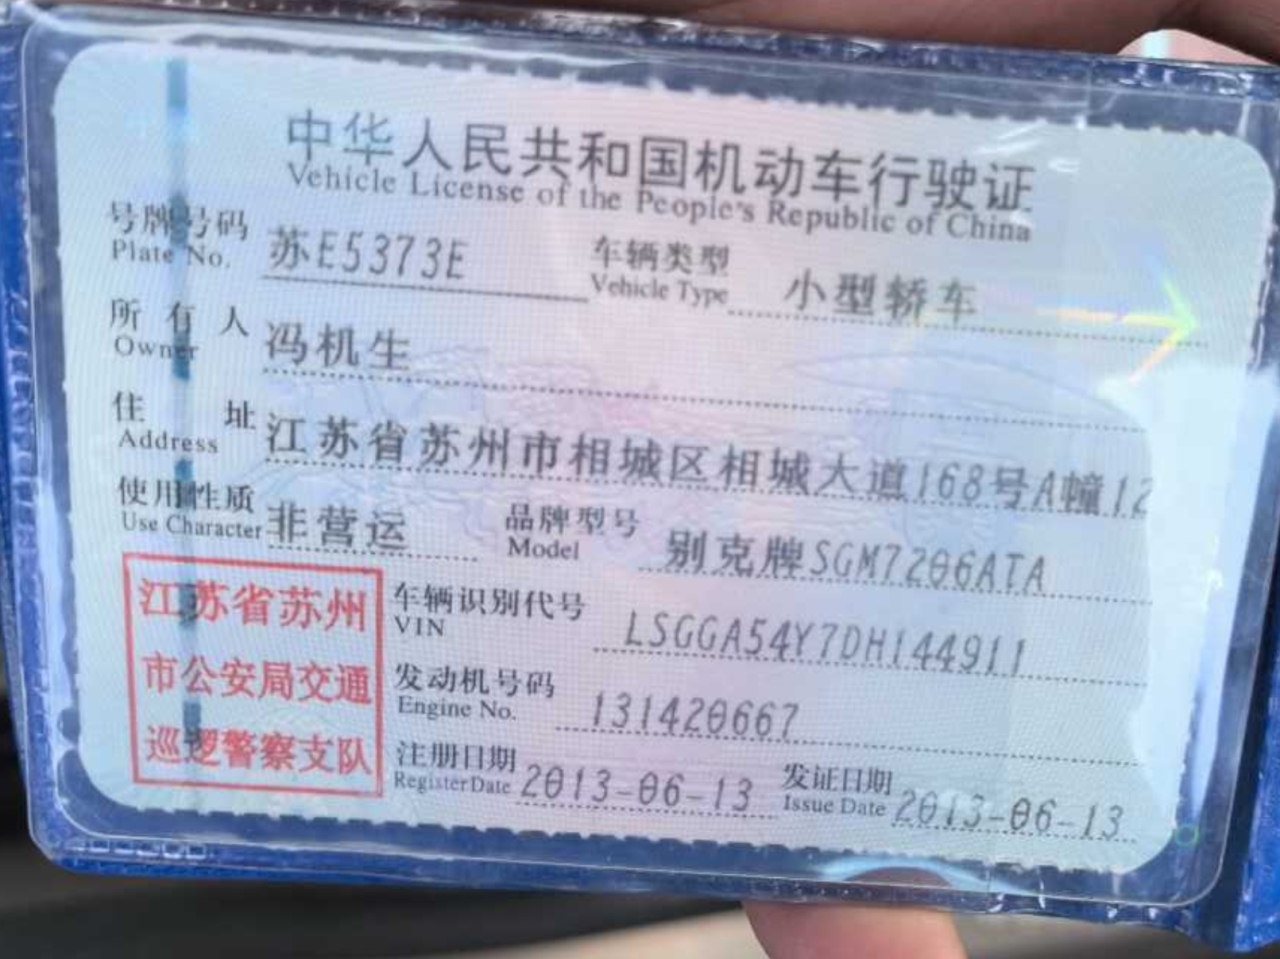 中华人民共和国机动车行驶证
Vehicle License of the People's Republic of China
号牌号码 苏E5373E 车辆类型 小型轿车
Plate No. Vehicle Type
所有人 冯机生
Owner
住址 江苏省苏州市相城区相城大道168号A幢12
Address
使用性质 非营运 品牌型号 别克牌SGM7206ATA
Use Character Model
江苏省苏州
市公安局交通
巡逻警察支队
车辆识别代号 LSGGA54Y7DH144911
VIN
发动机号码 131420667
Engine No.
注册日期 2013-06-13 发证日期 2013-06-13
Register Date Issue Date